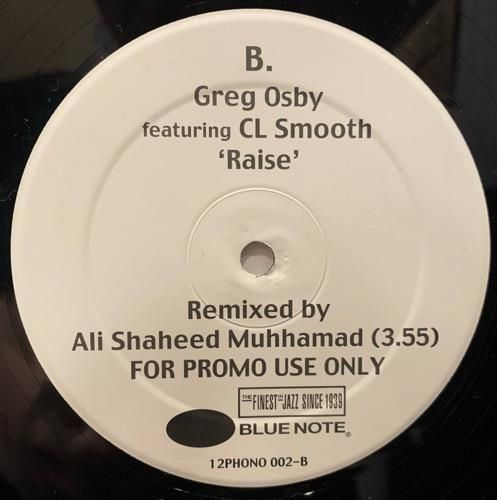 B.
Greg Osby
featuring CL Smooth
‘Raise’
Remixed by
Ali Shaheed Muhhamad (3.55)
FOR PROMO USE ONLY
THE FINEST IN JAZZ SINCE 1939
BLUE NOTE®
12PHONO 002-B